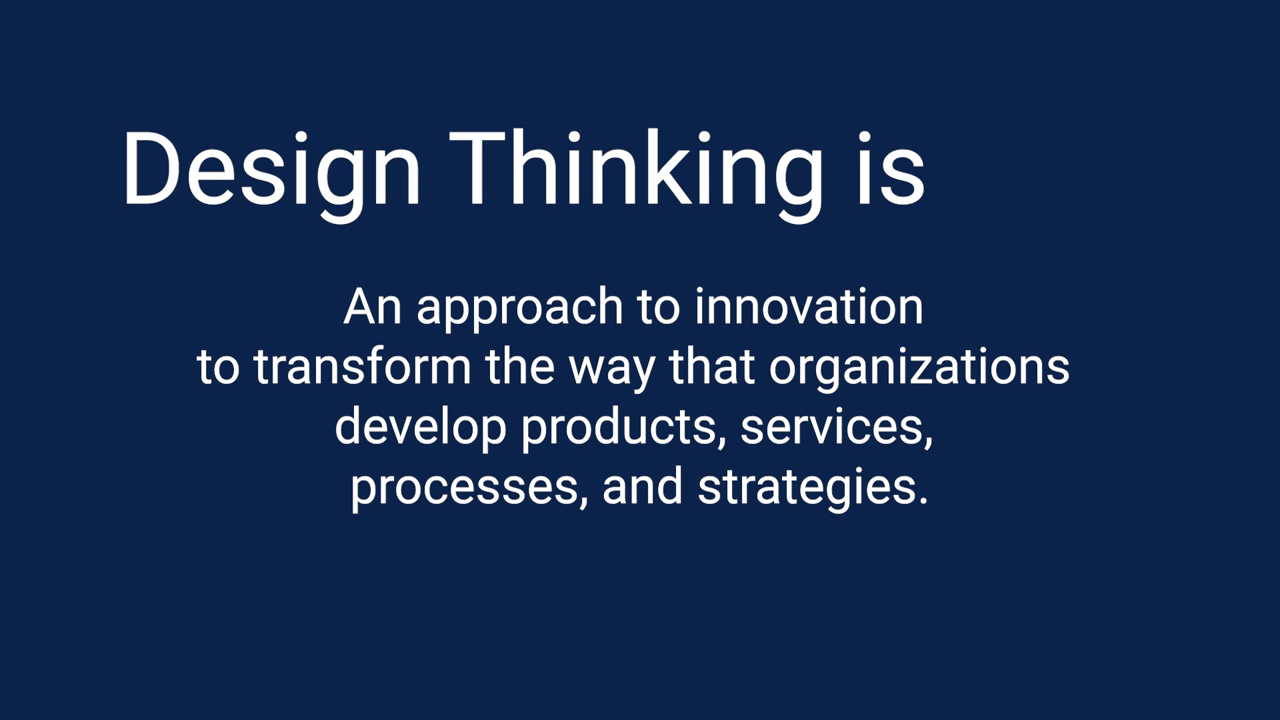 Design Thinking is
An approach to innovation
to transform the way that organizations
develop products, services,
processes, and strategies.